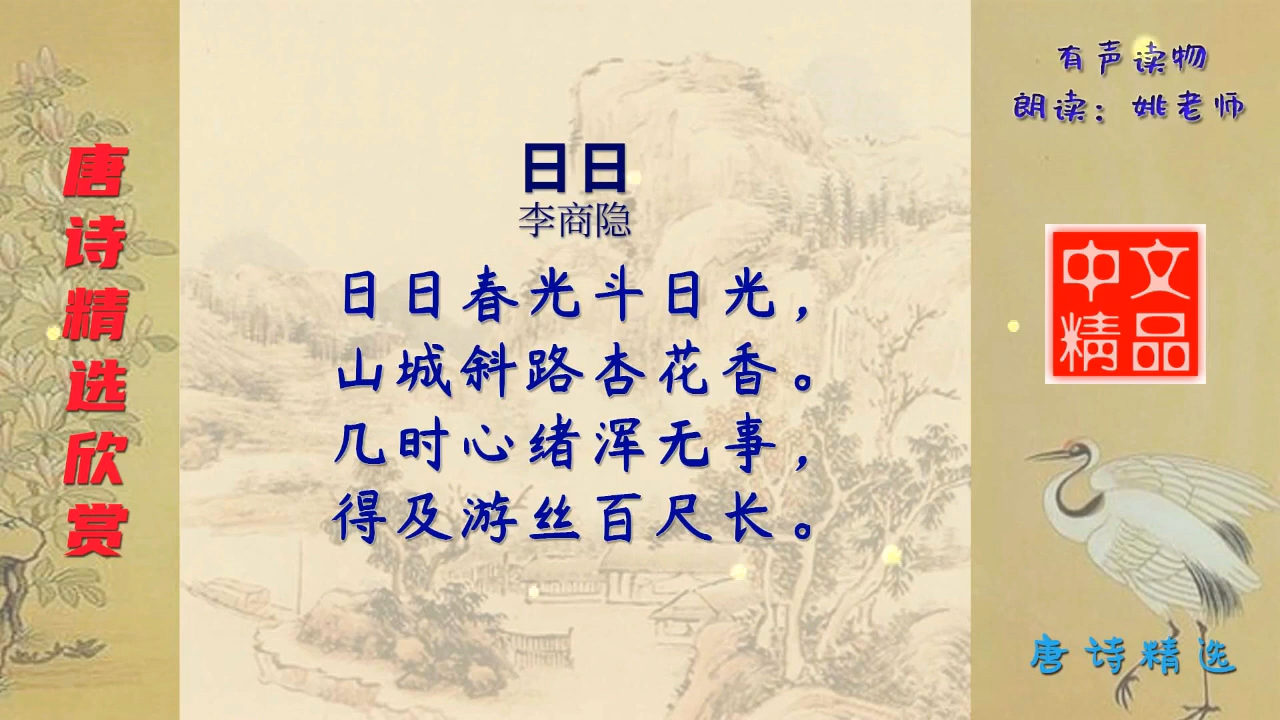 唐诗精选欣赏
日日
李商隐
日日春光斗日光，
山城斜路杏花香。
几时心绪浑无事，
得及游丝百尺长。
有声读物
朗读：姚老师
中文
精品
唐诗精选